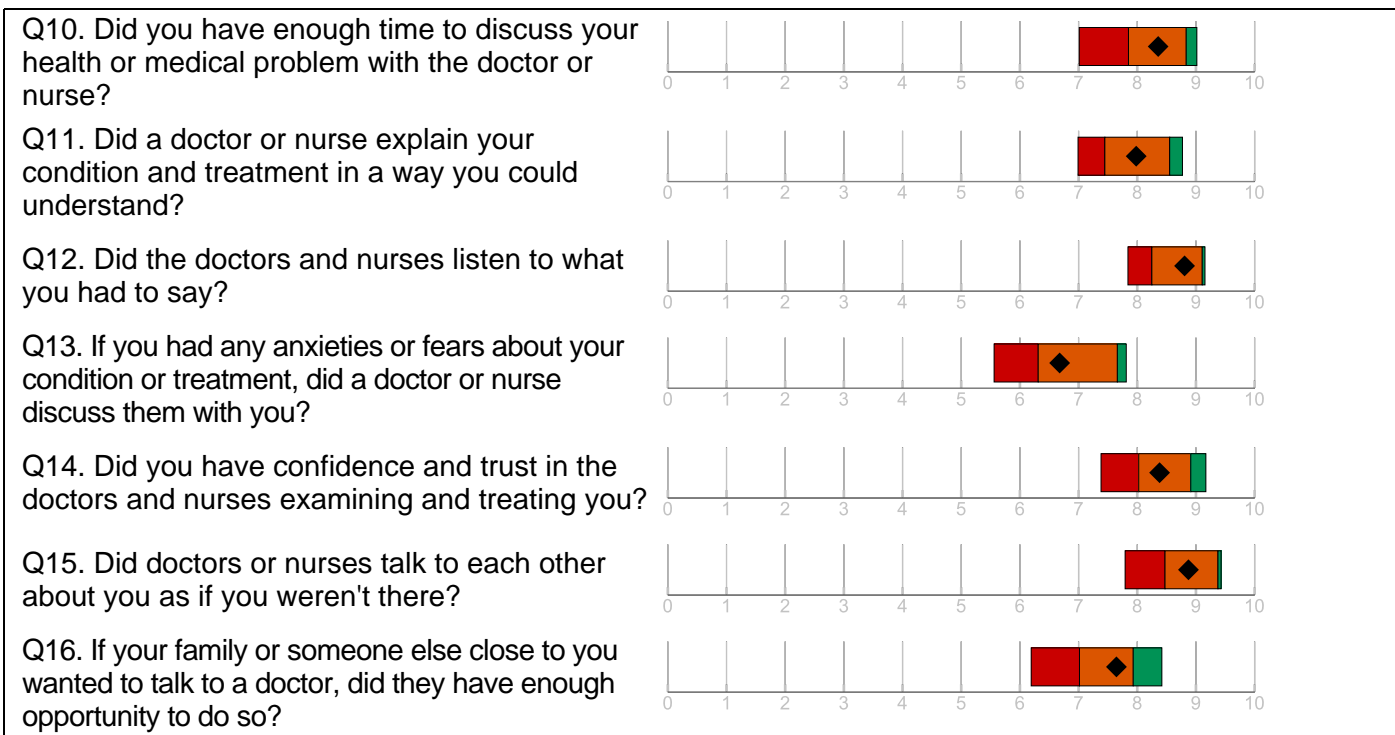 Q10. Did you have enough time to discuss your
health or medical problem with the doctor or
nurse?
0 1 2 3 4 5 6 7 8 9 10
Q11. Did a doctor or nurse explain your
condition and treatment in a way you could
understand?
0 1 2 3 4 5 6 7 8 9 10
Q12. Did the doctors and nurses listen to what
you had to say?
0 1 2 3 4 5 6 7 8 9 10
Q13. If you had any anxieties or fears about your
condition or treatment, did a doctor or nurse
discuss them with you?
0 1 2 3 4 5 6 7 8 9 10
Q14. Did you have confidence and trust in the
doctors and nurses examining and treating you?
0 1 2 3 4 5 6 7 8 9 10
Q15. Did doctors or nurses talk to each other
about you as if you weren't there?
0 1 2 3 4 5 6 7 8 9 10
Q16. If your family or someone else close to you
wanted to talk to a doctor, did they have enough
opportunity to do so?
0 1 2 3 4 5 6 7 8 9 10